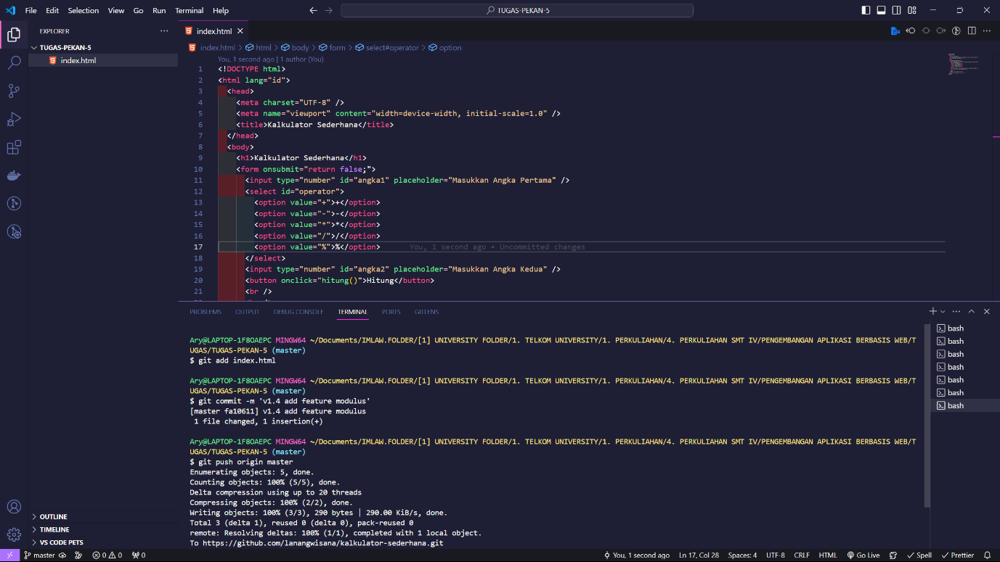 File Edit Selection View Go Run Terminal Help
TUGAS-PEKAN-5
EXPLORER
TUGAS-PEKAN-5
index.html
OUTLINE
TIMELINE
VS CODE PETS
index.html
index.html > html > body > form > select#operator > option
You, 1 second ago | 1 author (You)
1 <!DOCTYPE html>
2 <html lang="id">
3 <head>
4 <meta charset="UTF-8" />
5 <meta name="viewport" content="width=device-width, initial-scale=1.0" />
6 <title>Kalkulator Sederhana</title>
7 </head>
8 <body>
9 <h1>Kalkulator Sederhana</h1>
10 <form onsubmit="return false;">
11 <input type="number" id="angka1" placeholder="Masukkan Angka Pertama" />
12 <select id="operator">
13 <option value="+">+</option>
14 <option value="-">-</option>
15 <option value="*">*</option>
16 <option value="/">/</option>
17 <option value="%">%</option> You, 1 second ago • Uncommitted changes
18 </select>
19 <input type="number" id="angka2" placeholder="Masukkan Angka Kedua" />
20 <button onclick="hitung()">Hitung</button>
21 <br />
PROBLEMS OUTPUT DEBUG CONSOLE TERMINAL PORTS GITLENS
Ary@LAPTOP-1F8OAEPC MINGW64 ~/Documents/IMLAW.FOLDER/[1] UNIVERSITY FOLDER/1. TELKOM UNIVERSITY/1. PERKULIAHAN/4. PERKULIAHAN SMT IV/PENGEMBANGAN APLIKASI BERBASIS WEB/T
UGAS/TUGAS-PEKAN-5 (master)
$ git add index.html
Ary@LAPTOP-1F8OAEPC MINGW64 ~/Documents/IMLAW.FOLDER/[1] UNIVERSITY FOLDER/1. TELKOM UNIVERSITY/1. PERKULIAHAN/4. PERKULIAHAN SMT IV/PENGEMBANGAN APLIKASI BERBASIS WEB/T
UGAS/TUGAS-PEKAN-5 (master)
$ git commit -m 'v1.4 add feature modulus'
[master fa10611] v1.4 add feature modulus
1 file changed, 1 insertion(+)
Ary@LAPTOP-1F8OAEPC MINGW64 ~/Documents/IMLAW.FOLDER/[1] UNIVERSITY FOLDER/1. TELKOM UNIVERSITY/1. PERKULIAHAN/4. PERKULIAHAN SMT IV/PENGEMBANGAN APLIKASI BERBASIS WEB/T
UGAS/TUGAS-PEKAN-5 (master)
$ git push origin master
Enumerating objects: 5, done.
Counting objects: 100% (5/5), done.
Delta compression using up to 20 threads
Compressing objects: 100% (2/2), done.
Writing objects: 100% (3/3), 290 bytes | 290.00 KiB/s, done.
Total 3 (delta 1), reused 0 (delta 0), pack-reused 0
remote: Resolving deltas: 100% (1/1), completed with 1 local object.
To https://github.com/lanangwisana/kalkulator-sederhana.git
bash
bash
bash
bash
bash
bash
bash
master 0 0 0 You, 1 second ago Ln 17, Col 28 Spaces: 4 UTF-8 CRLF HTML Go Live Spell Prettier